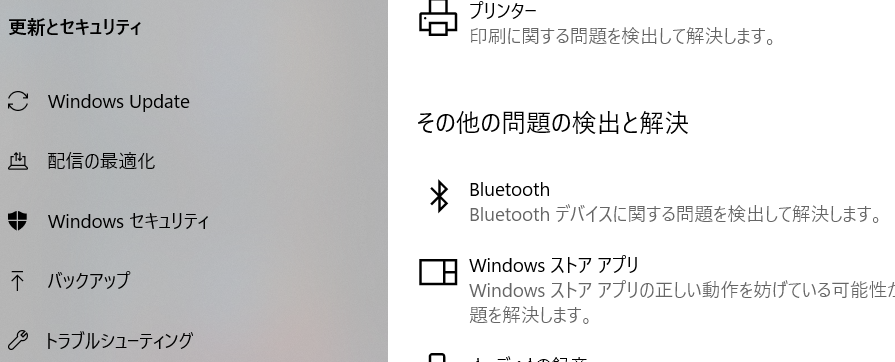 更新とセキュリティ
Windows Update
配信の最適化
Windows セキュリティ
バックアップ
トラブルシューティング
プリンター
印刷に関する問題を検出して解決します。
その他の問題の検出と解決
Bluetooth
Bluetooth デバイスに関する問題を検出して解決します。
Windows ストア アプリ
Windows ストア アプリの正しい動作を妨げている可能性が
題を解決します。